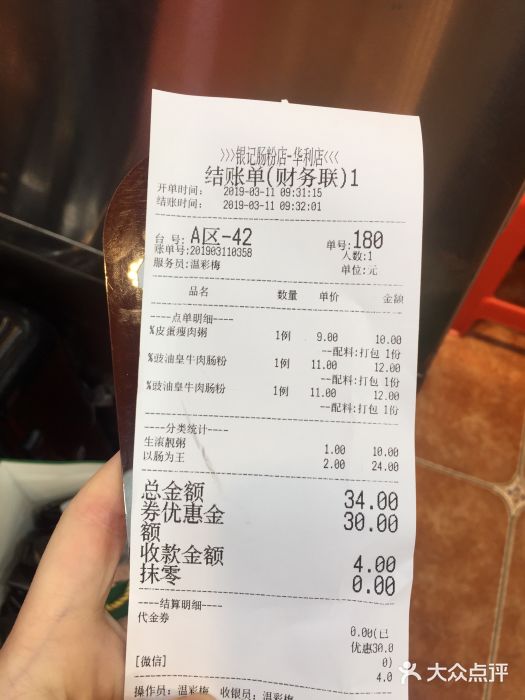 >>>银记肠粉店-华利店<<<
结账单(财务联)1
开单时间: 2019-03-11 09:31:15
结账时间: 2019-03-11 09:32:01
台 号: A区-42 单号: 180
账单号:201903110358 人数:1
服务员:温彩梅 单位:元
品名 数量 单价 金额
----点单明细----
%皮蛋瘦肉粥 1例 9.00 10.00
--配料:打包 1份
%豉油皇牛肉肠粉 1例 11.00 12.00
--配料:打包 1份
%豉油皇牛肉肠粉 1例 11.00 12.00
--配料:打包 1份
----分类统计----
生滚靓粥 1.00 10.00
以肠为王 2.00 24.00
总金额 34.00
券优惠金 30.00
额
收款金额 4.00
抹零 0.00
----结算明细----
代金券 0.00(已
优惠30.0
0)
[微信] 4.0
操作员: 温彩梅 收银员: 温彩梅
大众点评